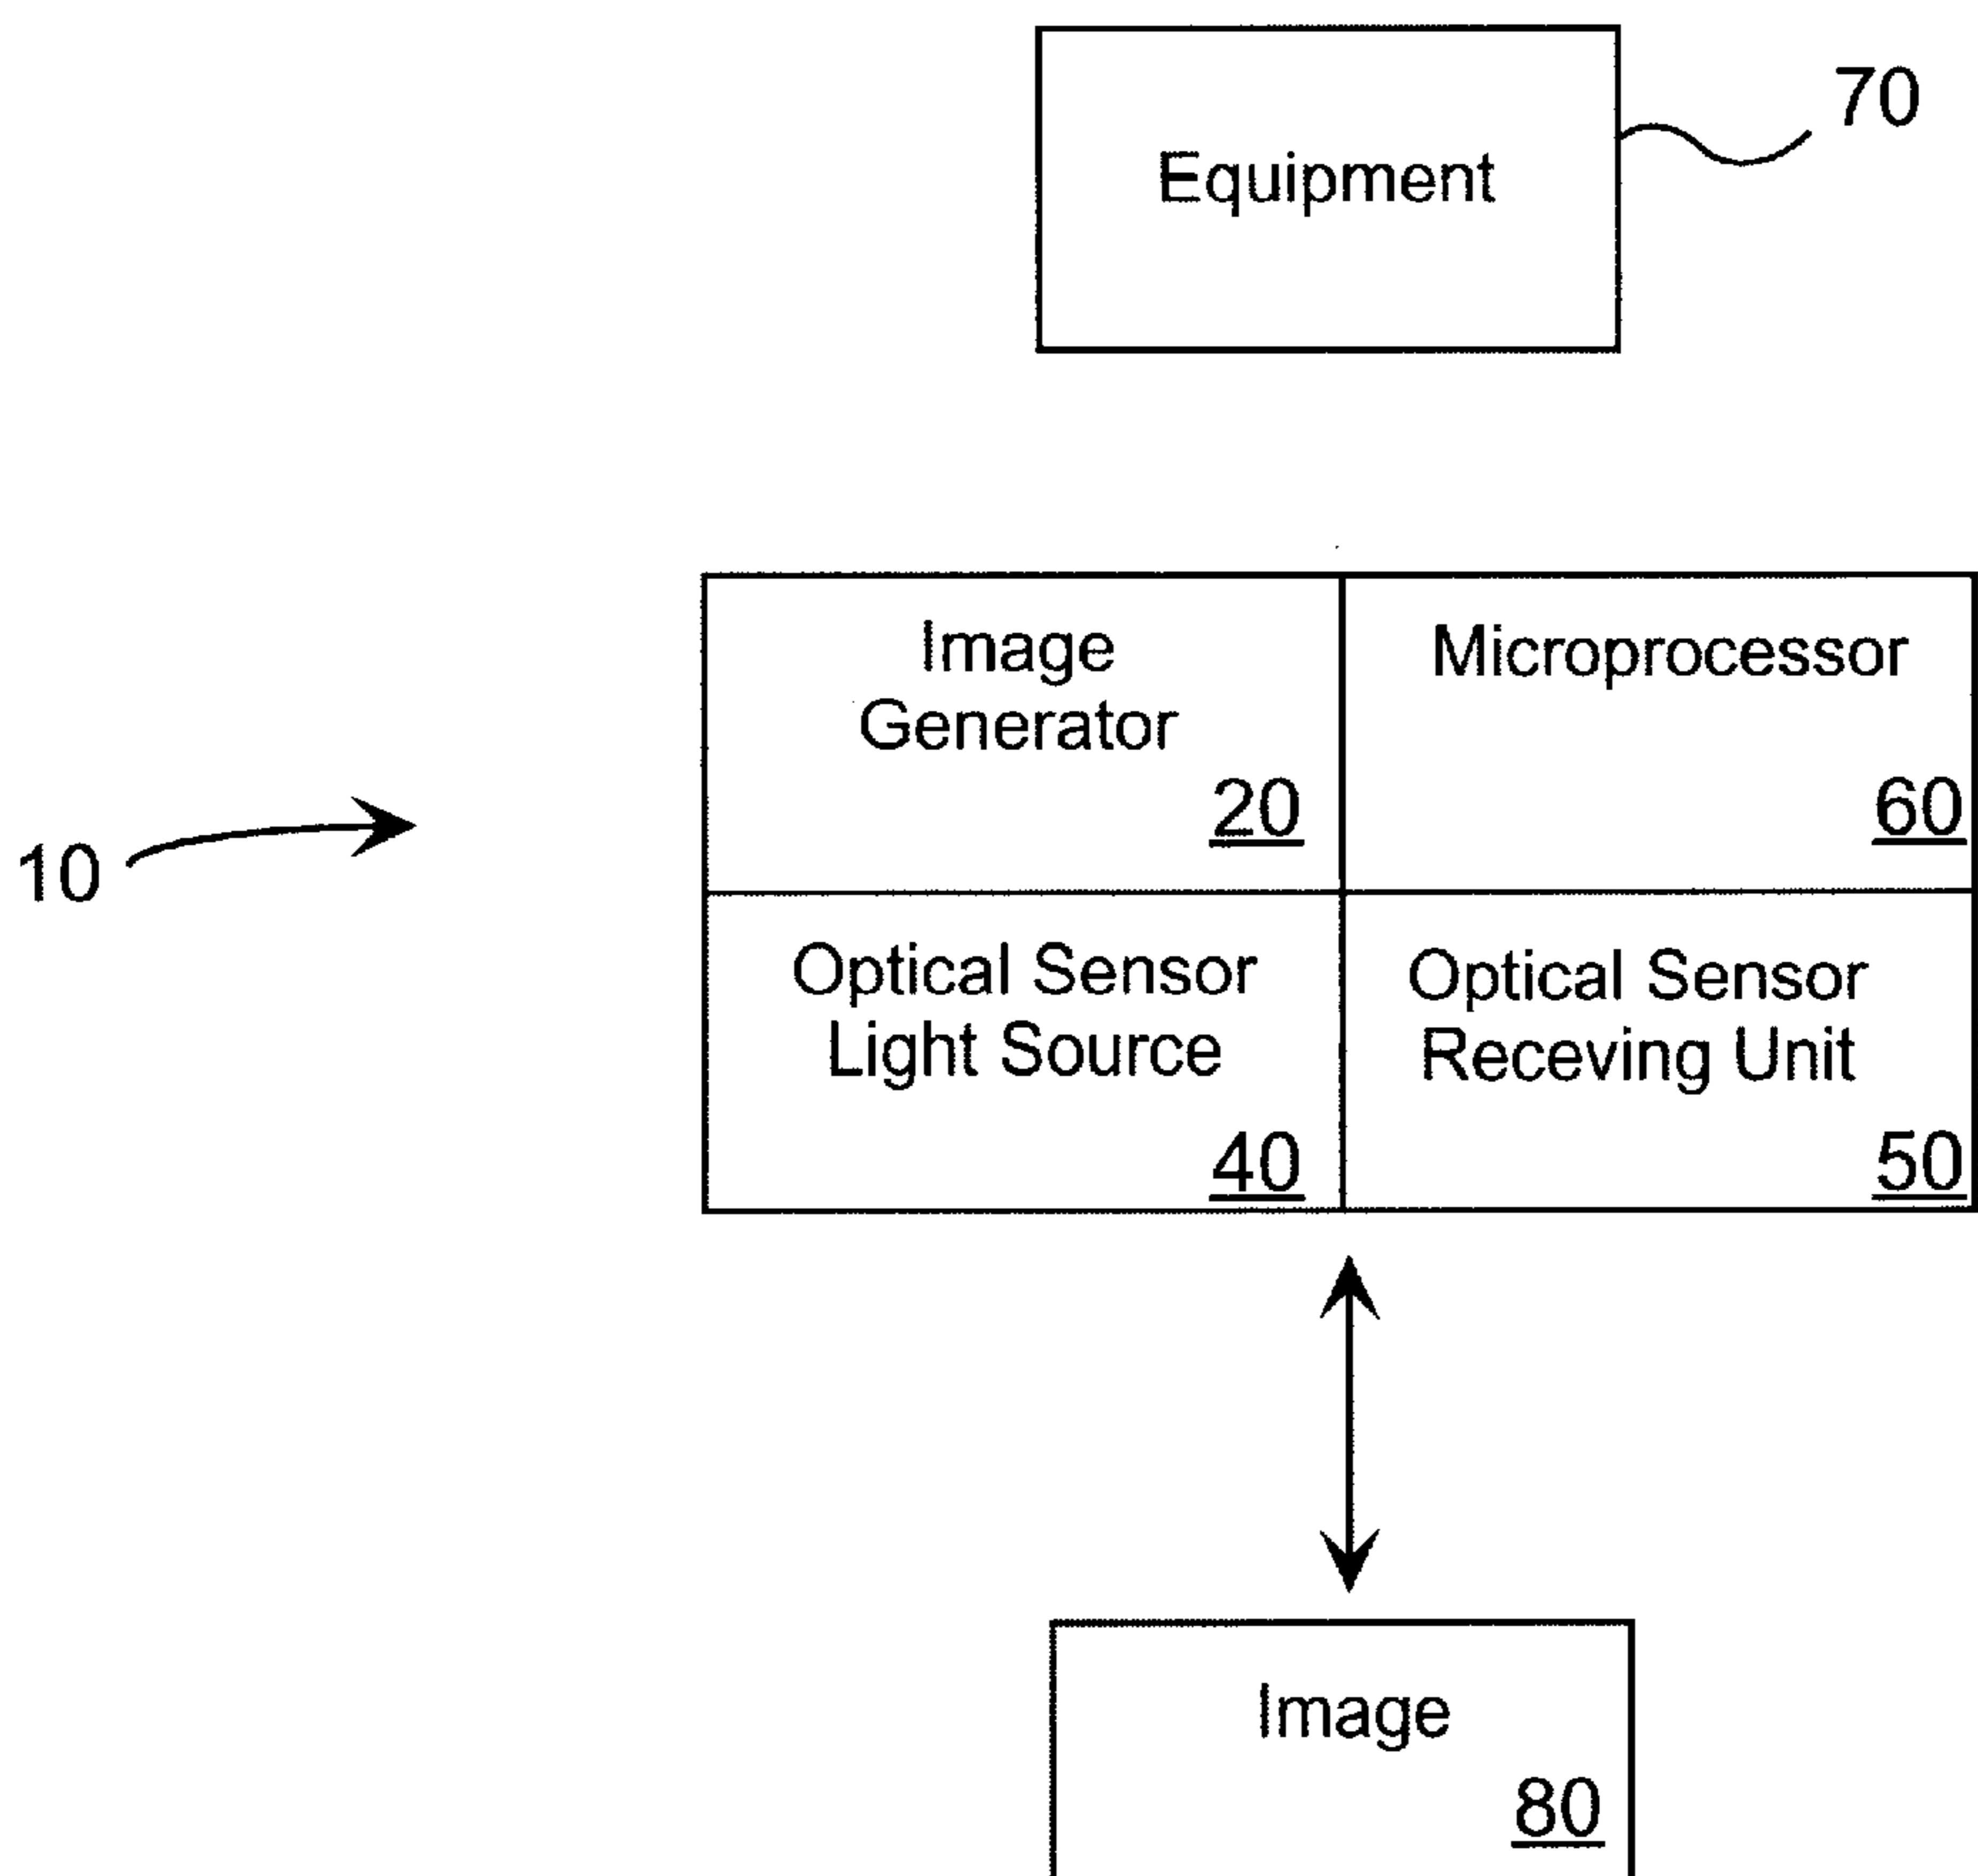 70
Equipment
Image
Generator
20
Microprocessor
60
10
Optical Sensor
Light Source
40
Optical Sensor
Receving Unit
50
Image
80